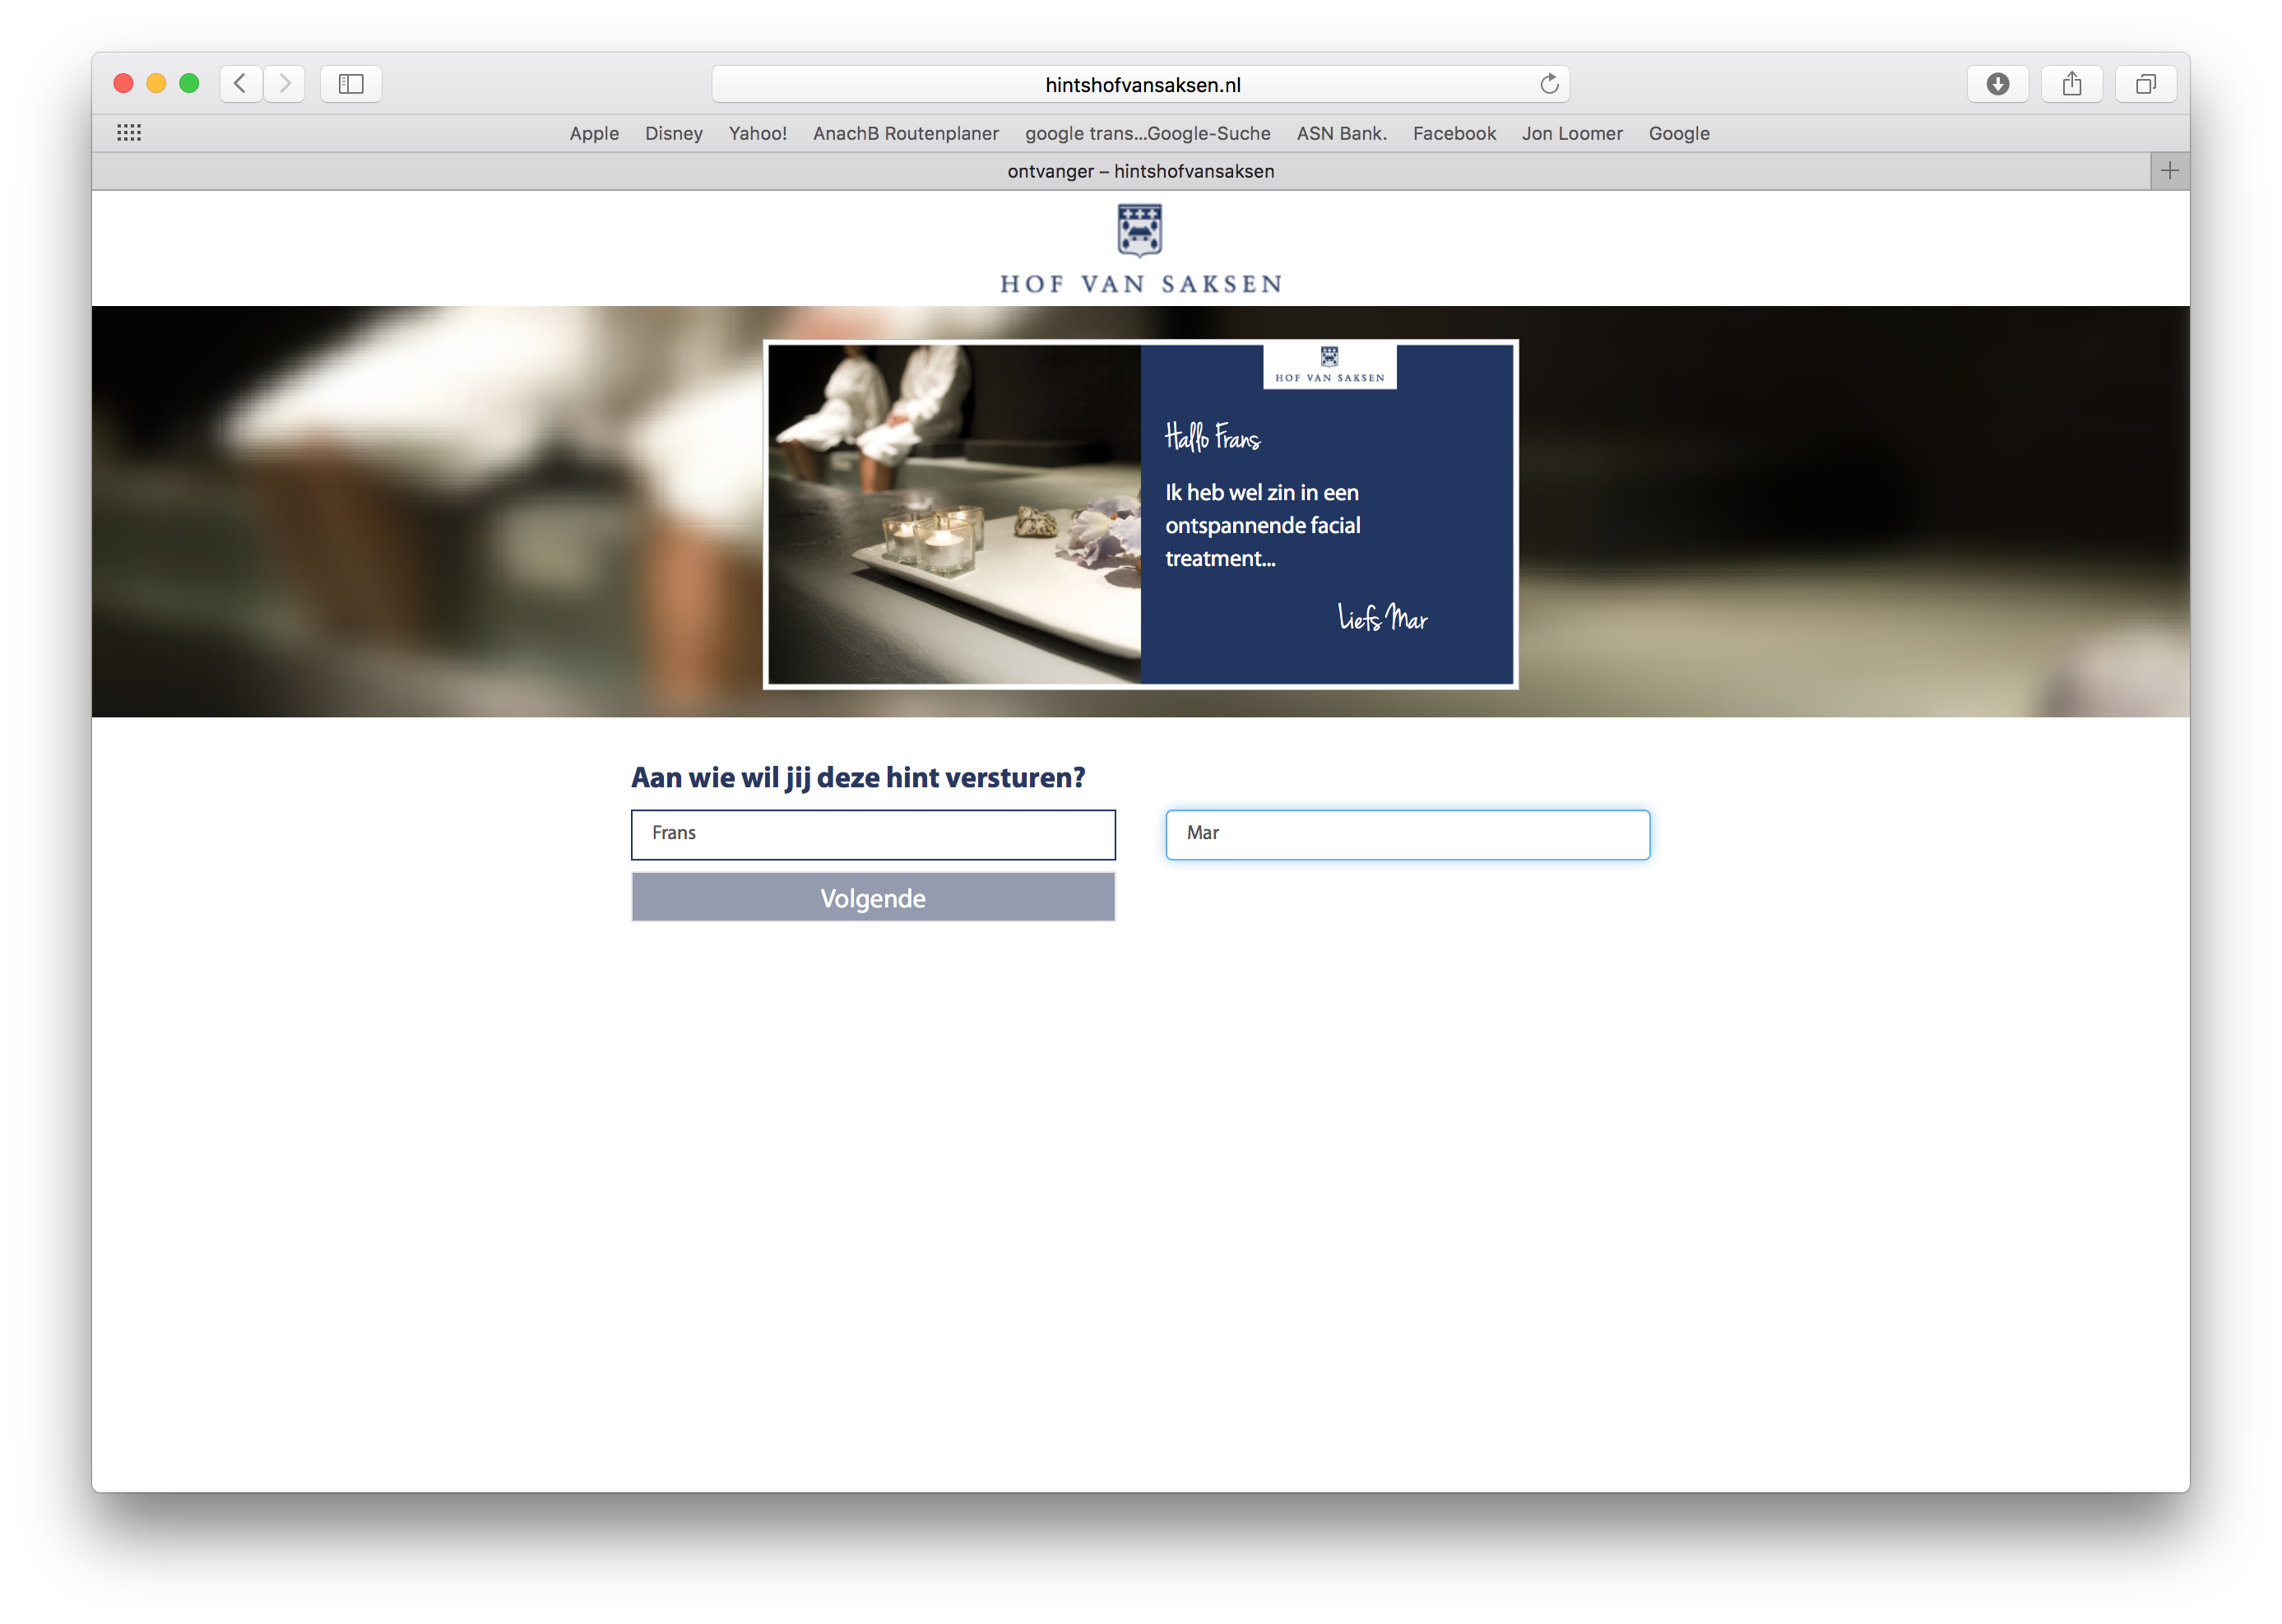 hintshofvansaksen.nl
Apple Disney Yahoo! AnachB Routenplaner google trans...Google-Suche ASN Bank. Facebook Jon Loomer Google
ontvanger – hintshofvansaksen
HOF VAN SAKSEN
HOF VAN SAKSEN
Hallo Frans
Ik heb wel zin in een
ontspannende facial
treatment...
Liefs Mar
Aan wie wil jij deze hint versturen?
Frans Mar
Volgende